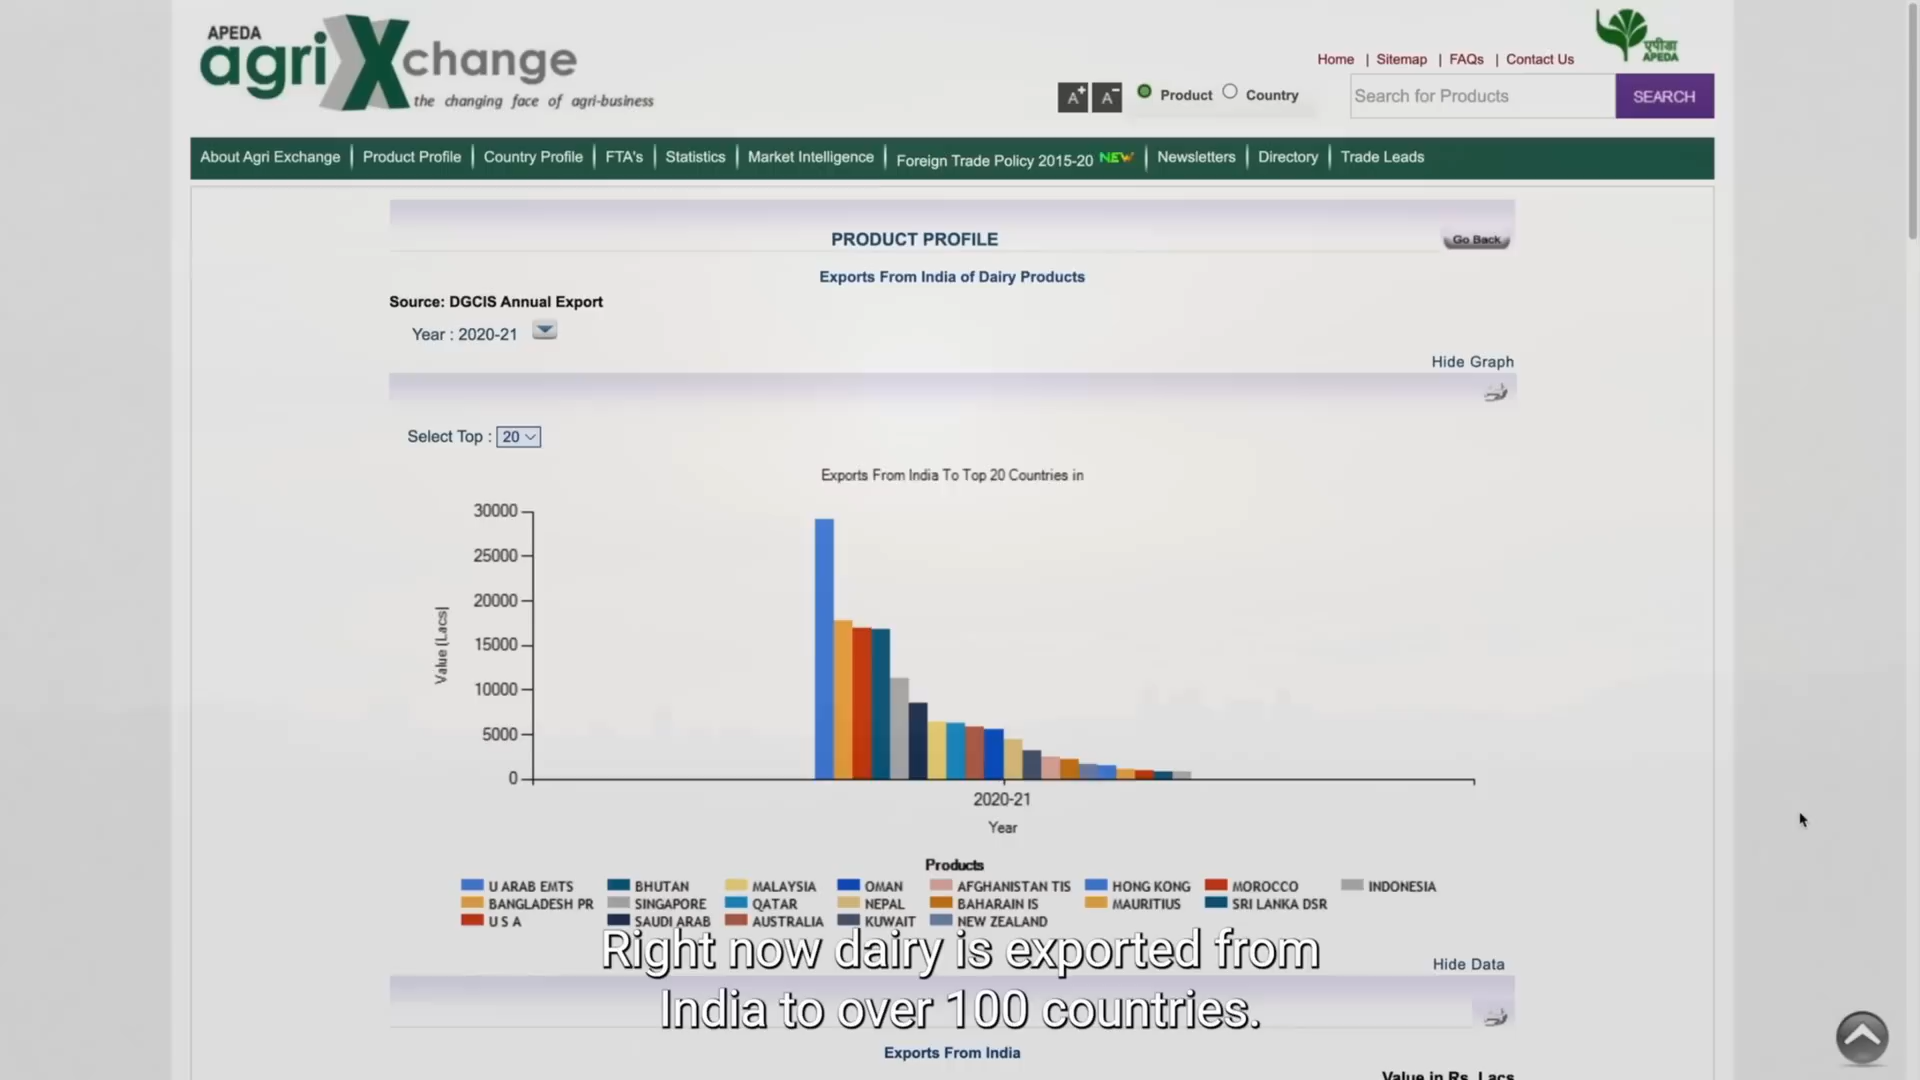 APEDA
agriXchange
the changing face of agri-business
एपीडा
APEDA
Home | Sitemap | FAQs | Contact Us
A+ A- Product Country Search for Products SEARCH
About Agri Exchange Product Profile Country Profile FTA's Statistics Market Intelligence Foreign Trade Policy 2015-20 NEW Newsletters Directory Trade Leads
PRODUCT PROFILE
Go Back
Exports From India of Dairy Products
Source: DGCIS Annual Export
Year : 2020-21
Hide Graph
Select Top : 20
Exports From India To Top 20 Countries in
30000
25000
20000
15000
10000
5000
0
Value (Lacs)
2020-21
Year
Products
U ARAB EMTS BHUTAN MALAYSIA OMAN AFGHANISTAN TIS HONG KONG MOROCCO INDONESIA
BANGLADESH PR SINGAPORE QATAR NEPAL BAHARAIN IS MAURITIUS SRI LANKA DSR
U S A SAUDI ARAB AUSTRALIA KUWAIT NEW ZEALAND
Right now dairy is exported from
India to over 100 countries.
Hide Data
Exports From India
Value in Rs. Lacs